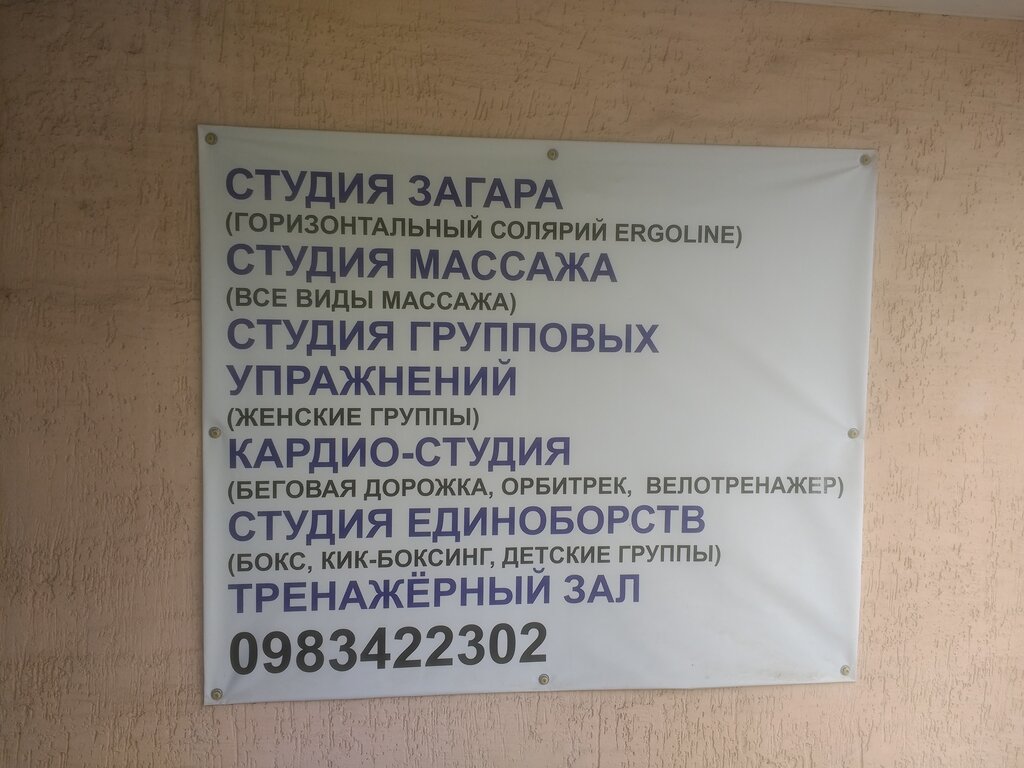 СТУДИЯ ЗАГАРА
(ГОРИЗОНТАЛЬНЫЙ СОЛЯРИЙ ERGOLINE)
СТУДИЯ МАССАЖА
(ВСЕ ВИДЫ МАССАЖА)
СТУДИЯ ГРУППОВЫХ
УПРАЖНЕНИЙ
(ЖЕНСКИЕ ГРУППЫ)
КАРДИО-СТУДИЯ
(БЕГОВАЯ ДОРОЖКА, ОРБИТРЕК, ВЕЛОТРЕНАЖЕР)
СТУДИЯ ЕДИНОБОРСТВ
(БОКС, КИК-БОКСИНГ, ДЕТСКИЕ ГРУППЫ)
ТРЕНАЖЁРНЫЙ ЗАЛ
0983422302